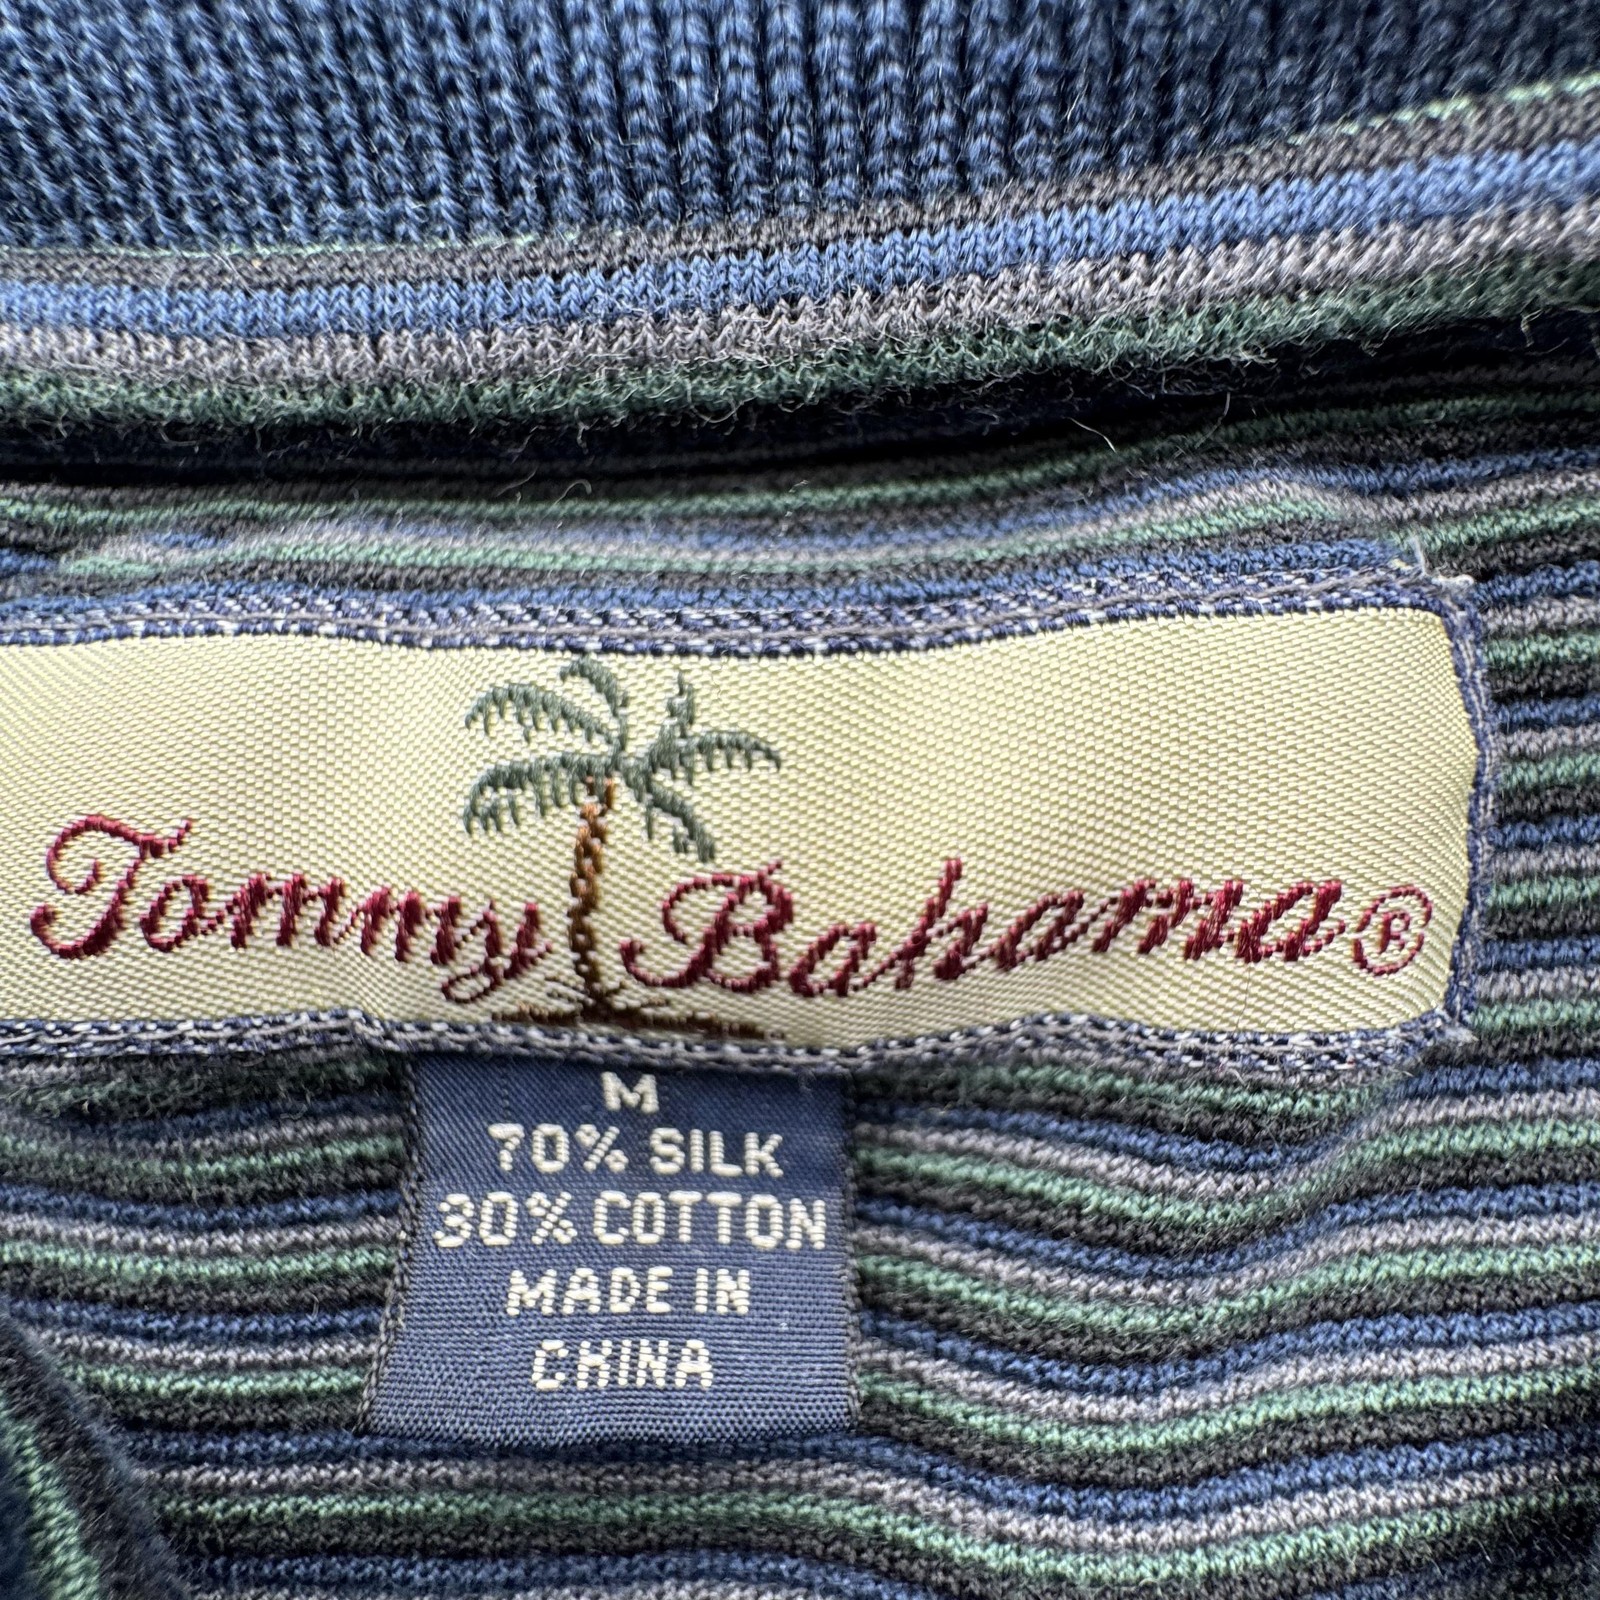 Tommy Bahama®
M
70% SILK
30% COTTON
MADE IN
CHINA